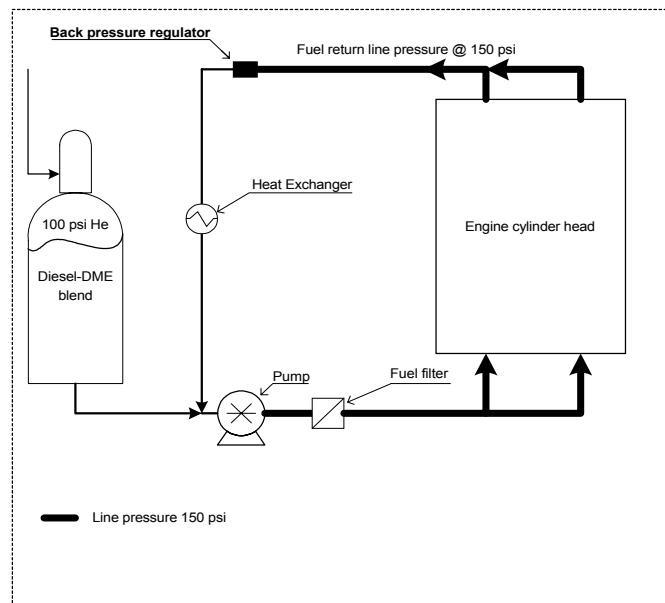 Back pressure regulator
Fuel return line pressure @ 150 psi
Heat Exchanger
100 psi He
Engine cylinder head
Diesel-DME
blend
Pump
Fuel filter
Line pressure 150 psi